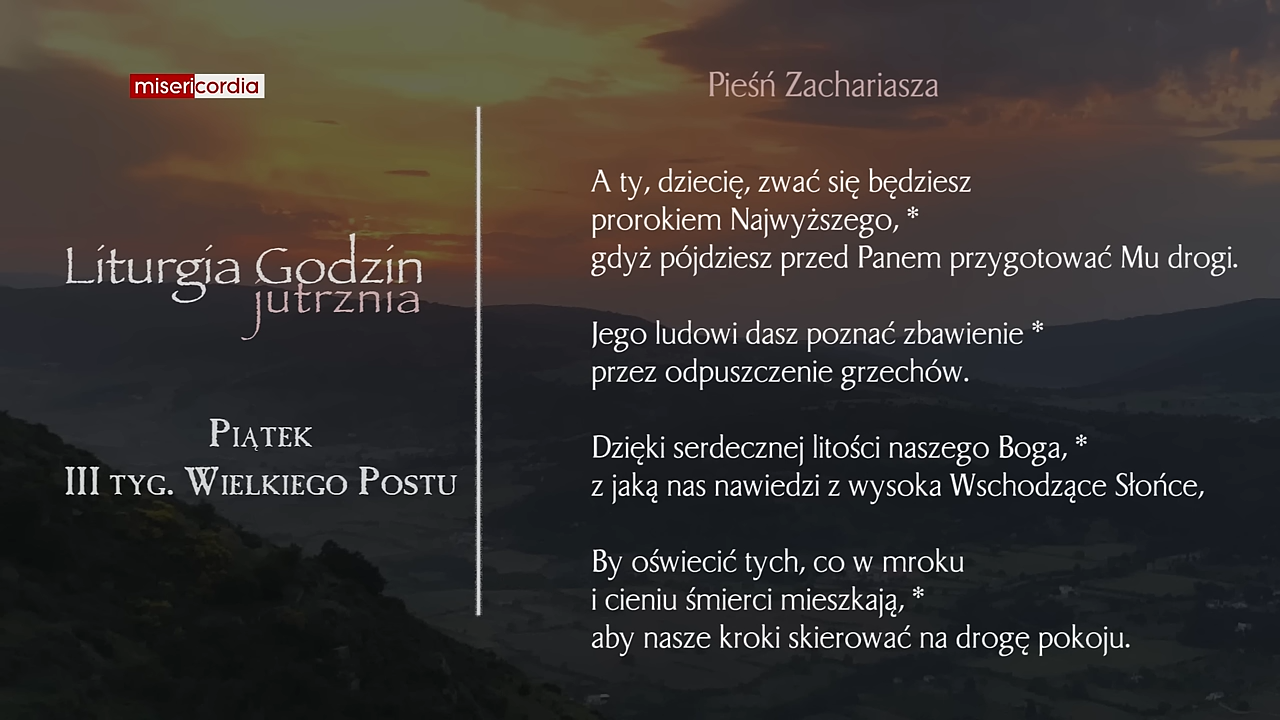 misericordia
Liturgia Godzin
jutrznia
Piątek
III tyg. Wielkiego Postu
Pieśń Zachariasza
A ty, dziecię, zwać się będziesz
prorokiem Najwyższego, *
gdyż pójdziesz przed Panem przygotować Mu drogi.
Jego ludowi dasz poznać zbawienie *
przez odpuszczenie grzechów.
Dzięki serdecznej litości naszego Boga, *
z jaką nas nawiedzi z wysoka Wschodzące Słońce,
By oświecić tych, co w mroku
i cieniu śmierci mieszkają, *
aby nasze kroki skierować na drogę pokoju.